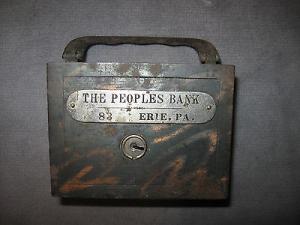 THE PEOPLES BANK
83 ERIE, PA.